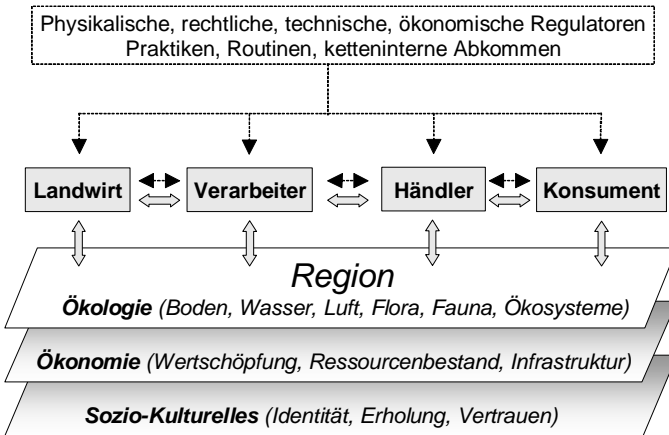 Physikalische, rechtliche, technische, ökonomische Regulatoren
Praktiken, Routinen, ketteninterne Abkommen
Landwirt Verarbeiter Händler Konsument
Region
Ökologie (Boden, Wasser, Luft, Flora, Fauna, Ökosysteme)
Ökonomie (Wertschöpfung, Ressourcenbestand, Infrastruktur)
Sozio-Kulturelles (Identität, Erholung, Vertrauen)